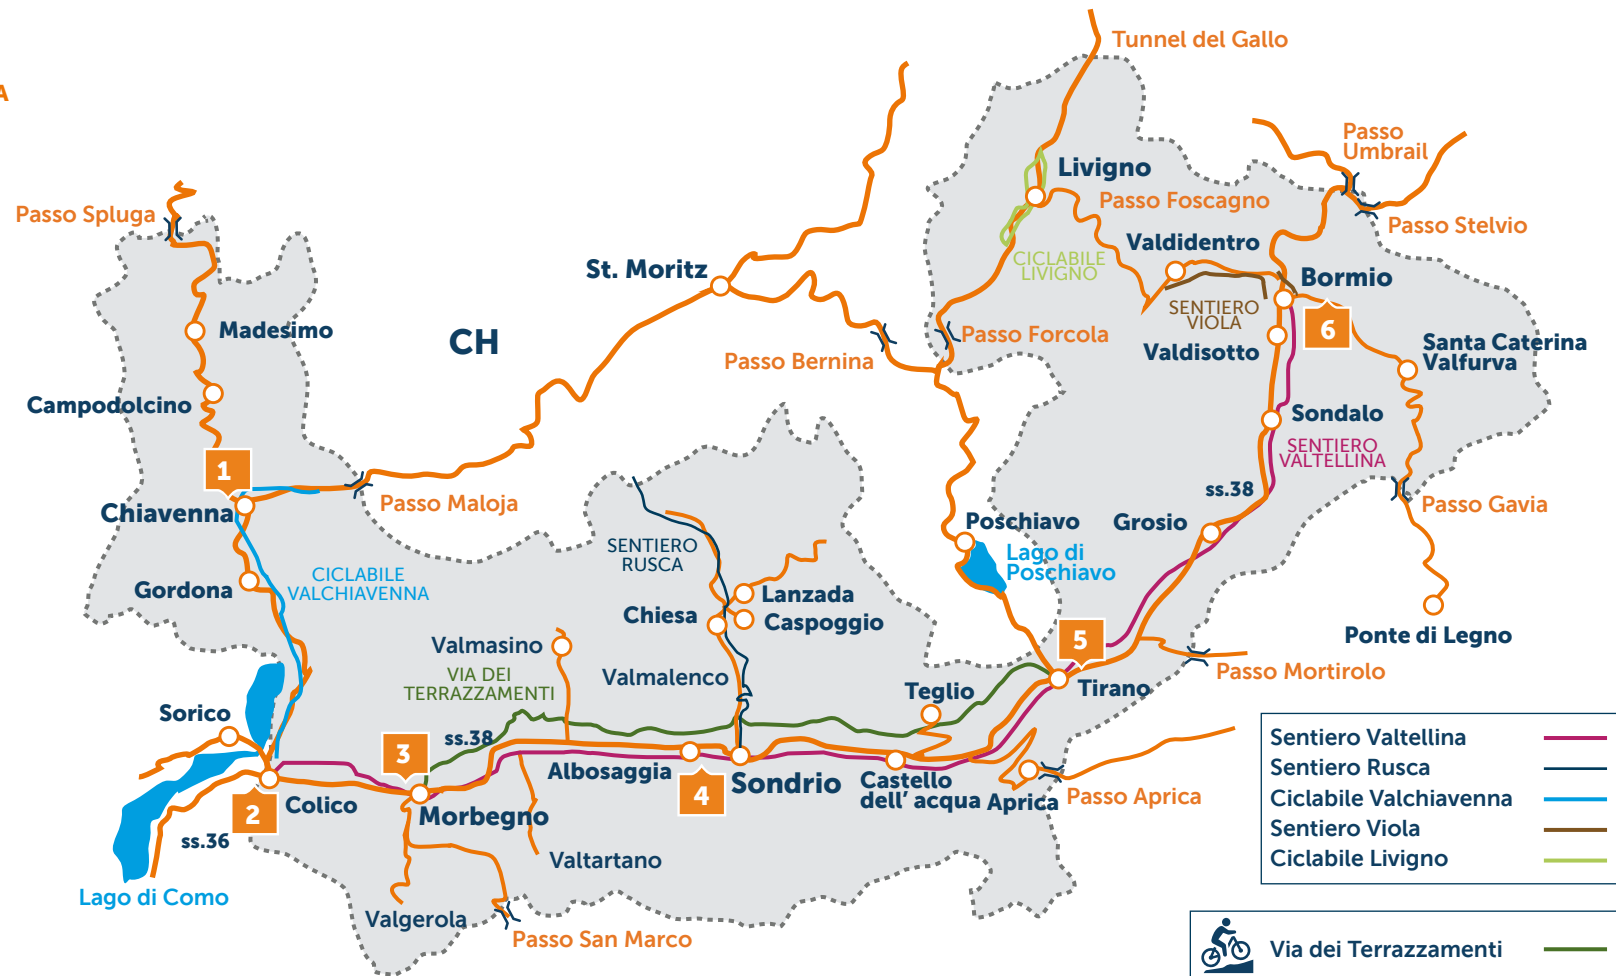 Tunnel del Gallo
A
Passo
Umbrail
Livigno
Passo Foscagno
Passo Spluga
Passo Stelvio
Valdidentro
CICLABILE
LIVIGNO
St. Moritz
Bormio
SENTIERO
VIOLA
6
Madesimo
CH
Passo Forcola
Santa Caterina
Valfurva
Passo Bernina
Valdisotto
Campodolcino
Sondalo
SENTIERO
VALTELLINA
1
ss.38
Passo Maloja
Passo Gavia
Chiavenna
Poschiavo
Grosio
SENTIERO
RUSCA
Lago di
Poschiavo
CICLABILE
VALCHIAVENNA
Gordona
Lanzada
Chiesa
Caspoggio
Ponte di Legno
Valmasino
5
VIA DEI
TERRAZZAMENTI
Valmalenco
Passo Mortirolo
Teglio
Tirano
Sorico
ss.38
3
Albosaggia
4
Sondrio
Castello
dell' acqua
Aprica
Passo Aprica
2
Colico
Morbegno
ss.36
Valtartano
Lago di Como
Valgerola
Passo San Marco
Sentiero Valtellina
Sentiero Rusca
Ciclabile Valchiavenna
Sentiero Viola
Ciclabile Livigno
Via dei Terrazzamenti